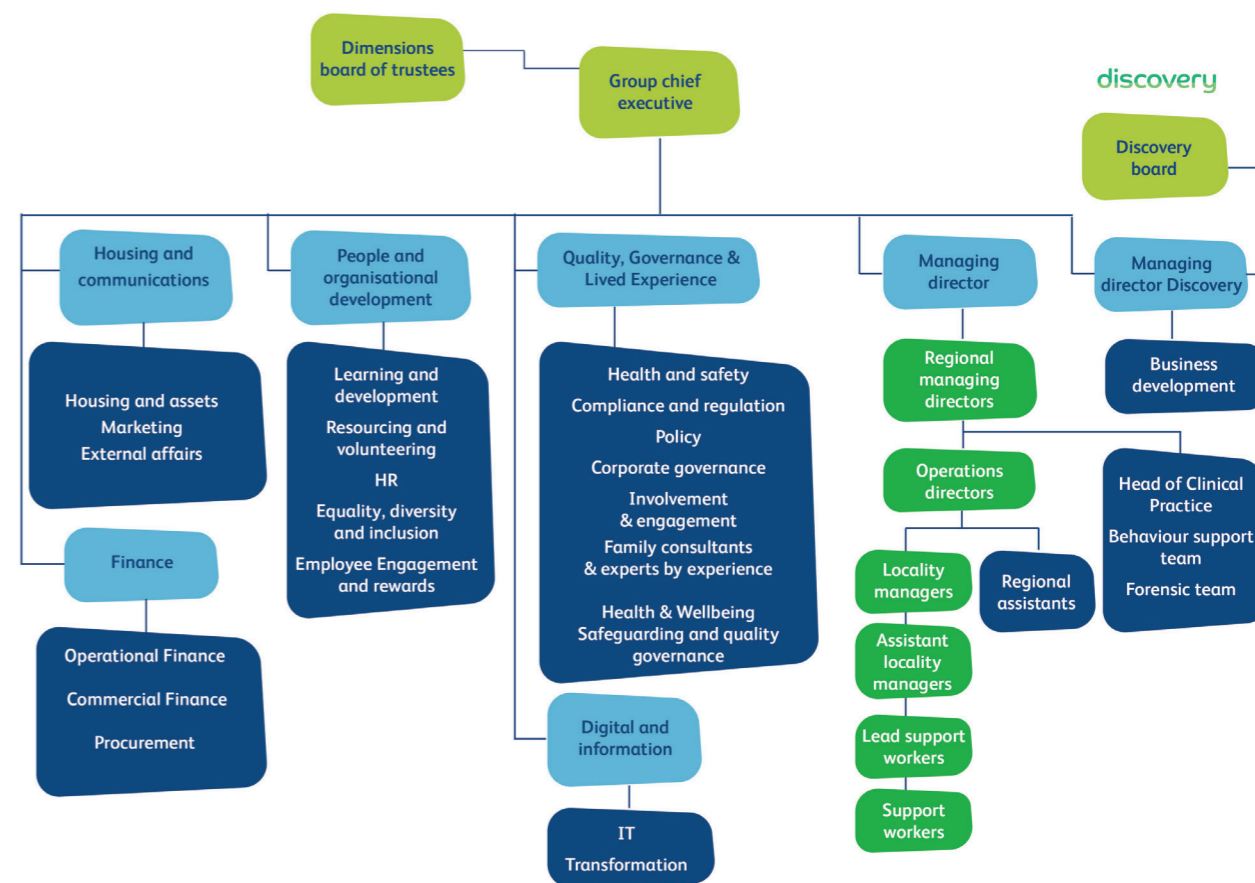 Dimensions
board of trustees
Group chief
executive
discovery
Discovery
board
Housing and
communications
People and
organisational
development
Quality, Governance &
Lived Experience
Managing
director
Managing
director Discovery
Housing and assets
Marketing
External affairs
Learning and
development
Resourcing and
volunteering
HR
Equality, diversity
and inclusion
Employee Engagement
and rewards
Health and safety
Compliance and regulation
Policy
Corporate governance
Involvement
& engagement
Family consultants
& experts by experience
Health & Wellbeing
Safeguarding and quality
governance
Regional
managing
directors
Business
development
Operations
directors
Head of Clinical
Practice
Behaviour support
team
Forensic team
Finance
Locality
managers
Regional
assistants
Operational Finance
Commercial Finance
Procurement
Assistant
locality
managers
Digital and
information
Lead support
workers
IT
Transformation
Support
workers